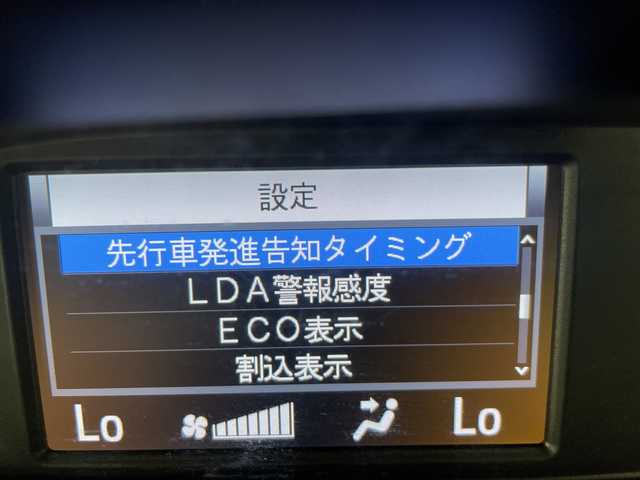 設定
先行車発進告知タイミング
LDA警報感度
ECO表示
割込表示
Lo Lo